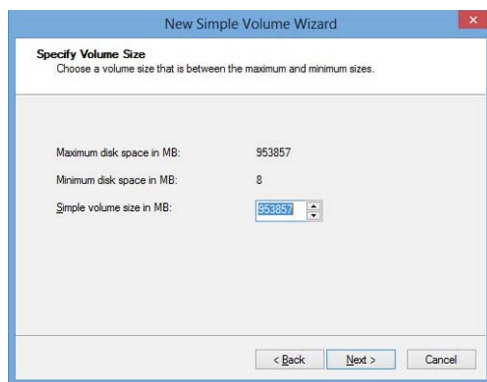 New Simple Volume Wizard
Specify Volume Size
Choose a volume size that is between the maximum and minimum sizes.
Maximum disk space in MB: 953857
Minimum disk space in MB: 8
Simple volume size in MB: 953857
< Back Next > Cancel